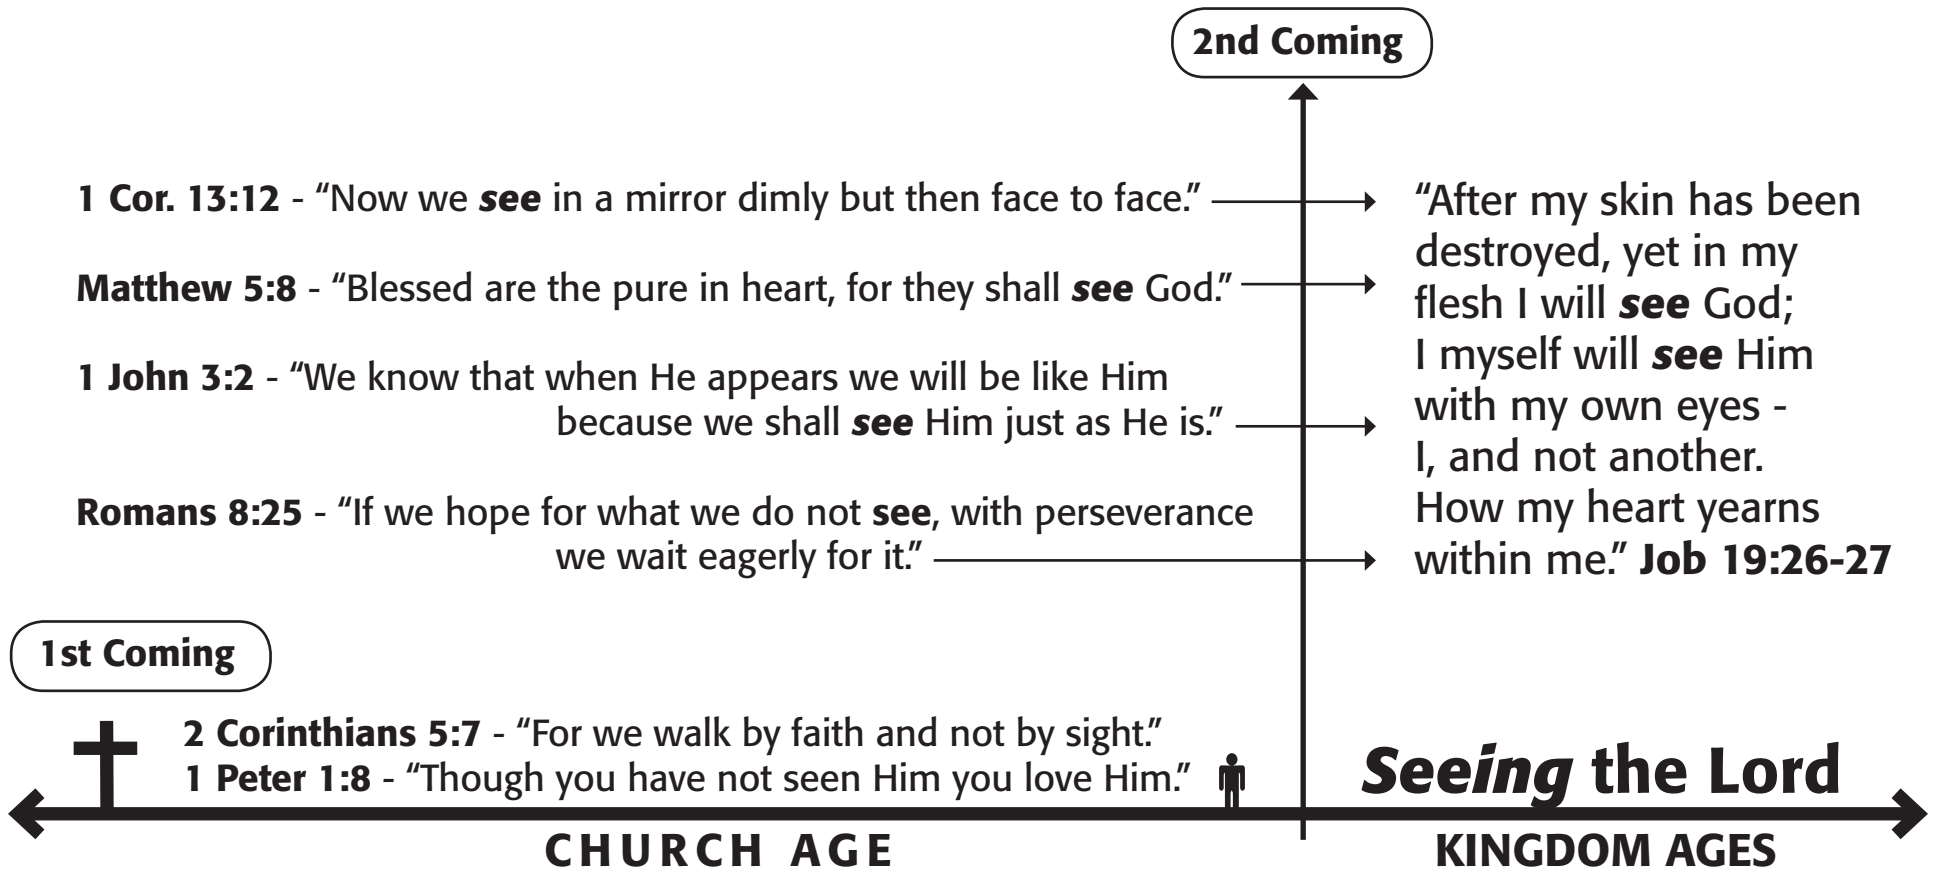 2nd Coming
1 Cor. 13:12 - “Now we see in a mirror dimly but then face to face.”
Matthew 5:8 - “Blessed are the pure in heart, for they shall see God.”
1 John 3:2 - “We know that when He appears we will be like Him
because we shall see Him just as He is.”
Romans 8:25 - “If we hope for what we do not see, with perseverance
we wait eagerly for it.”
“After my skin has been
destroyed, yet in my
flesh I will see God;
I myself will see Him
with my own eyes -
I, and not another.
How my heart yearns
within me.” Job 19:26-27
1st Coming
2 Corinthians 5:7 - “For we walk by faith and not by sight.”
1 Peter 1:8 - “Though you have not seen Him you love Him.”
Seeing the Lord
CHURCH AGE
KINGDOM AGES